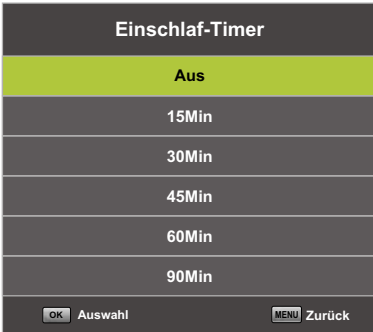 Einschlaf-Timer
Aus
15Min
30Min
45Min
60Min
90Min
OK Auswahl MENU Zurück